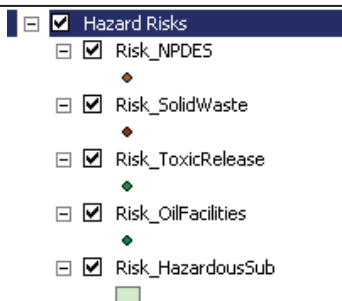 Hazard Risks
Risk_NPDES
Risk_SolidWaste
Risk_ToxicRelease
Risk_OilFacilities
Risk_HazardousSub